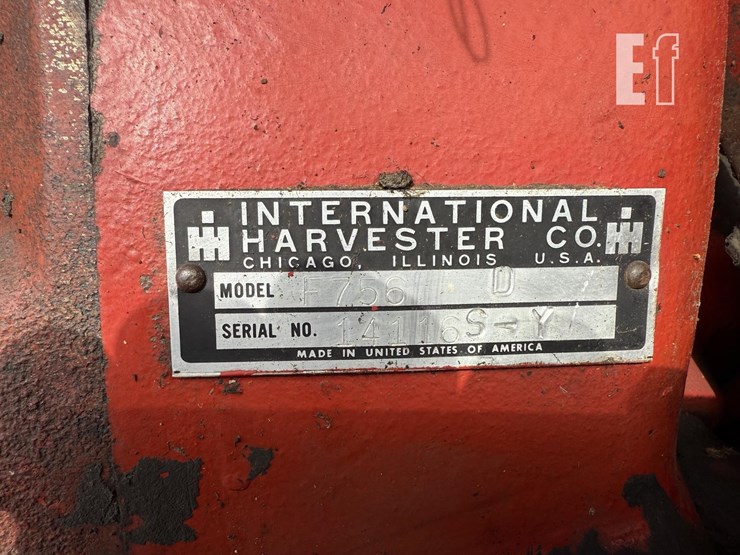 Ef
INTERNATIONAL
HARVESTER CO.
CHICAGO, ILLINOIS U.S.A.
MODEL F756 D
SERIAL NO. 14116S-Y
MADE IN UNITED STATES OF AMERICA